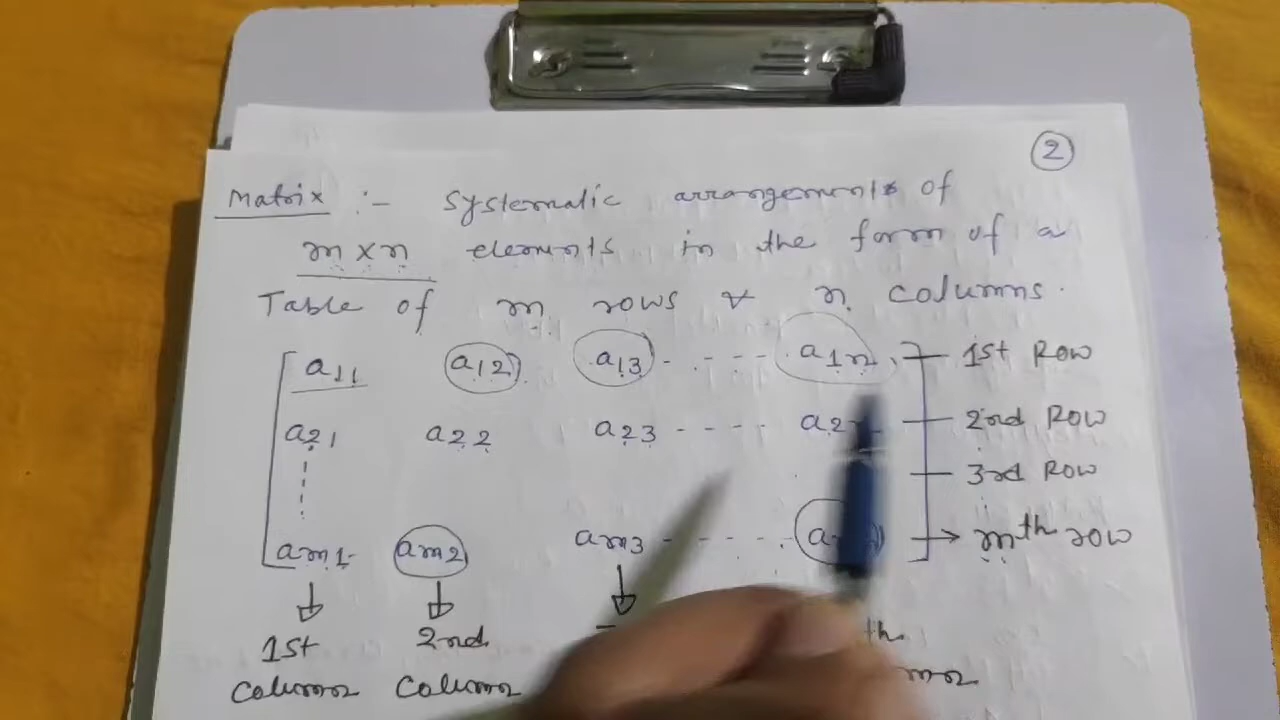 2
Matrix :- Systematic arrangements of
m x n elements in the form of a
Table of m rows & n columns.
a11 a12 a13 - - - - a1n 1st Row
a21 a22 a23 - - - - 2nd Row
3rd Row
am1 am2 am3 - - - - mth row
1st 2nd
column column